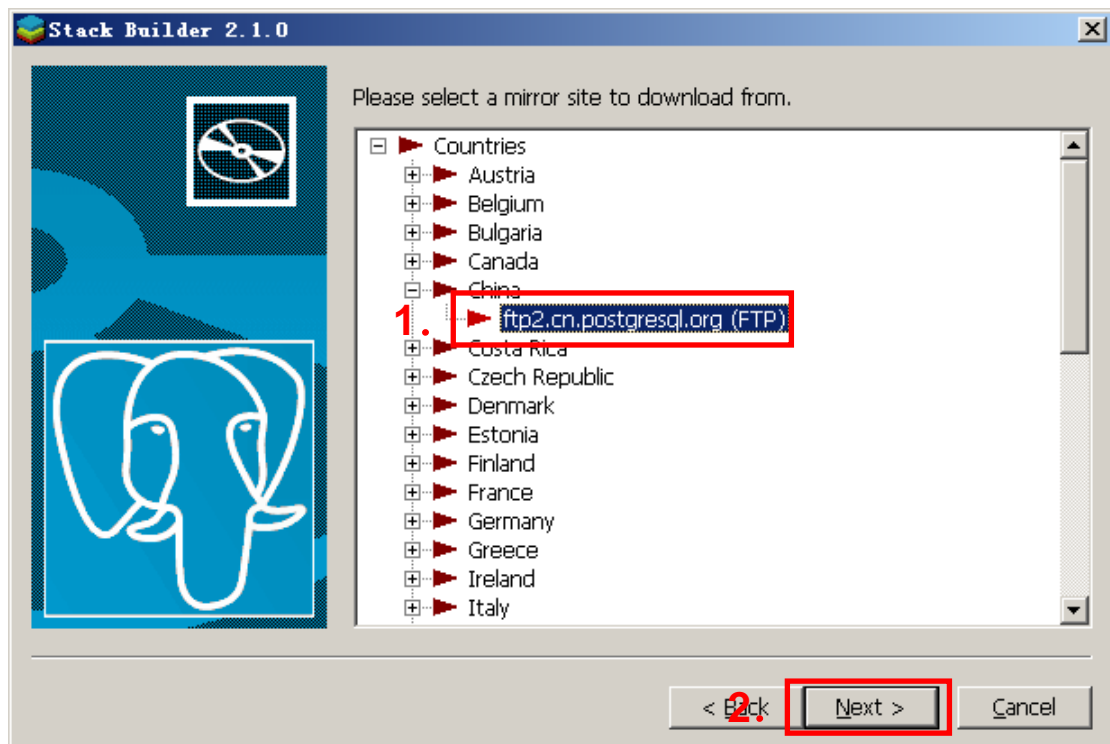 Stack Builder 2.1.0
Please select a mirror site to download from.
Countries
Austria
Belgium
Bulgaria
Canada
China
1.
ftp2.cn.postgresql.org (FTP)
Costa Rica
Czech Republic
Denmark
Estonia
Finland
France
Germany
Greece
Ireland
Italy
< Back 2. Next > Cancel